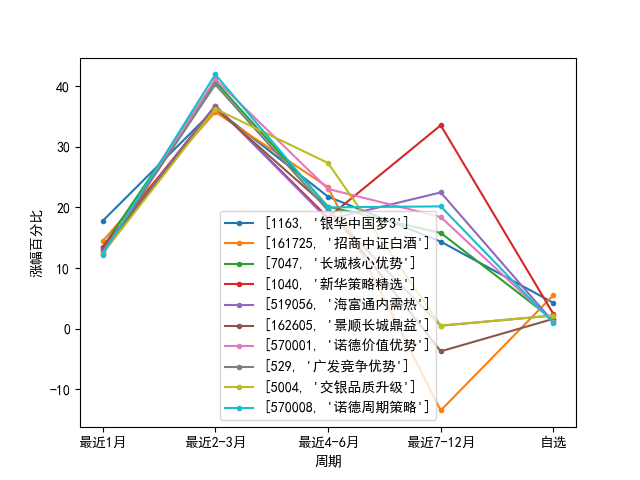 涨幅百分比
40
30
20
10
0
−10
[1163, '银华中国梦3']
[161725, '招商中证白酒']
[7047, '长城核心优势']
[1040, '新华策略精选']
[519056, '海富通内需热']
[162605, '景顺长城鼎益']
[570001, '诺德价值优势']
[529, '广发竞争优势']
[5004, '交银品质升级']
[570008, '诺德周期策略']
最近1月 最近2-3月 最近4-6月 最近7-12月 自选
周期